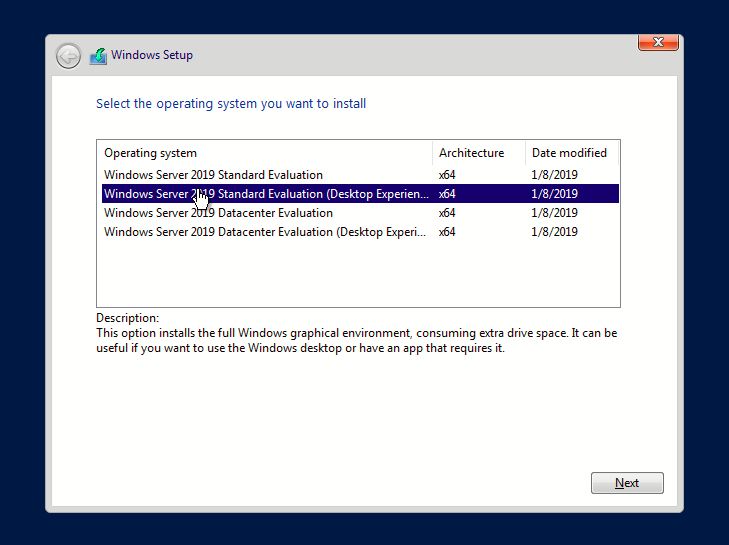 Windows Setup
Select the operating system you want to install
Operating system Architecture Date modified
Windows Server 2019 Standard Evaluation x64 1/8/2019
Windows Server 2019 Standard Evaluation (Desktop Experien... x64 1/8/2019
Windows Server 2019 Datacenter Evaluation x64 1/8/2019
Windows Server 2019 Datacenter Evaluation (Desktop Experi... x64 1/8/2019
Description:
This option installs the full Windows graphical environment, consuming extra drive space. It can be
useful if you want to use the Windows desktop or have an app that requires it.
Next